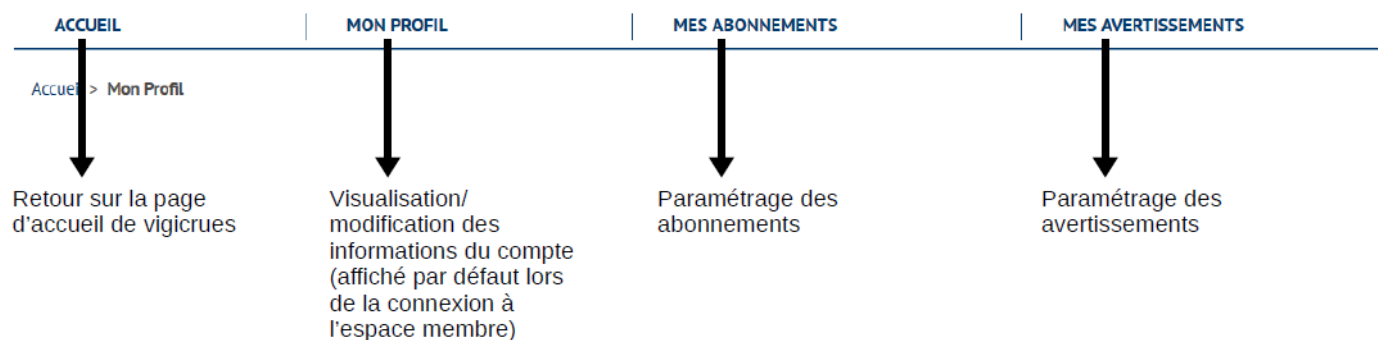 ACCUEIL
MON PROFIL
MES ABONNEMENTS
MES AVERTISSEMENTS
Accueil > Mon Profil
Retour sur la page
d’accueil de vigicrues
Visualisation/
modification des
informations du compte
(affiché par défaut lors
de la connexion à
l’espace membre)
Paramétrage des
abonnements
Paramétrage des
avertissements